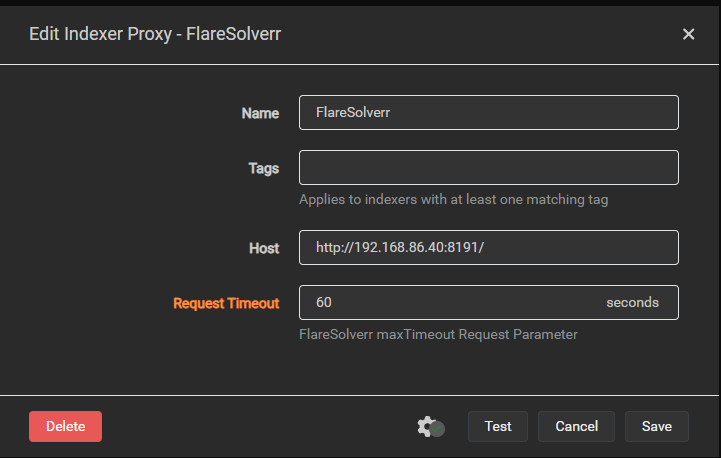 Edit Indexer Proxy - FlareSolverr
Name
FlareSolverr
Tags
Applies to indexers with at least one matching tag
Host
http://192.168.86.40:8191/
Request Timeout
60 seconds
FlareSolverr maxTimeout Request Parameter
Delete Test Cancel Save